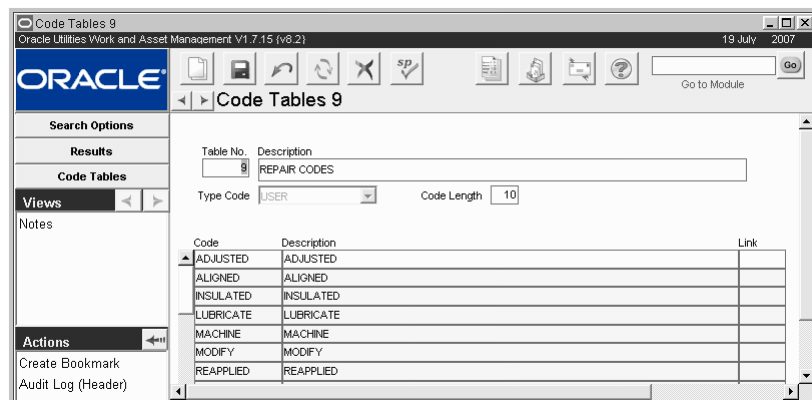 Code Tables 9
Oracle Utilities Work and Asset Management V1.7.15 {v8.2}
19 July 2007
ORACLE
sp
Go
Go to Module
Code Tables 9
Search Options
Results
Code Tables
Views
Notes
Actions
Create Bookmark
Audit Log (Header)
Table No. Description
9 REPAIR CODES
Type Code USER Code Length 10
Code Description Link
ADJUSTED ADJUSTED
ALIGNED ALIGNED
INSULATED INSULATED
LUBRICATE LUBRICATE
MACHINE MACHINE
MODIFY MODIFY
REAPPLIED REAPPLIED